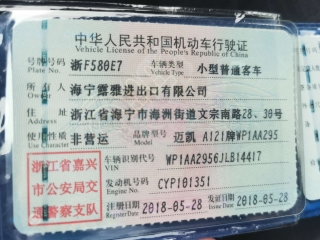 中华人民共和国机动车行驶证
Vehicle License of the People's Republic of China
号牌号码 浙F580E7 车辆类型 小型普通客车
Plate No. Vehicle Type
所有人 海宁露雅进出口有限公司
Owner
住址 浙江省海宁市海洲街道文宗南路28、30号
Address
使用性质 非营运 品牌型号 迈凯 A121牌WP1AA295
Use Character Model
浙江省嘉兴
市公安局交
通警察支队
车辆识别代号 WP1AA2956JLB14417
VIN
发动机号码 CYP101351
Engine No.
注册日期 2018-05-28 发证日期 2018-05-28
Register Date Issue Date